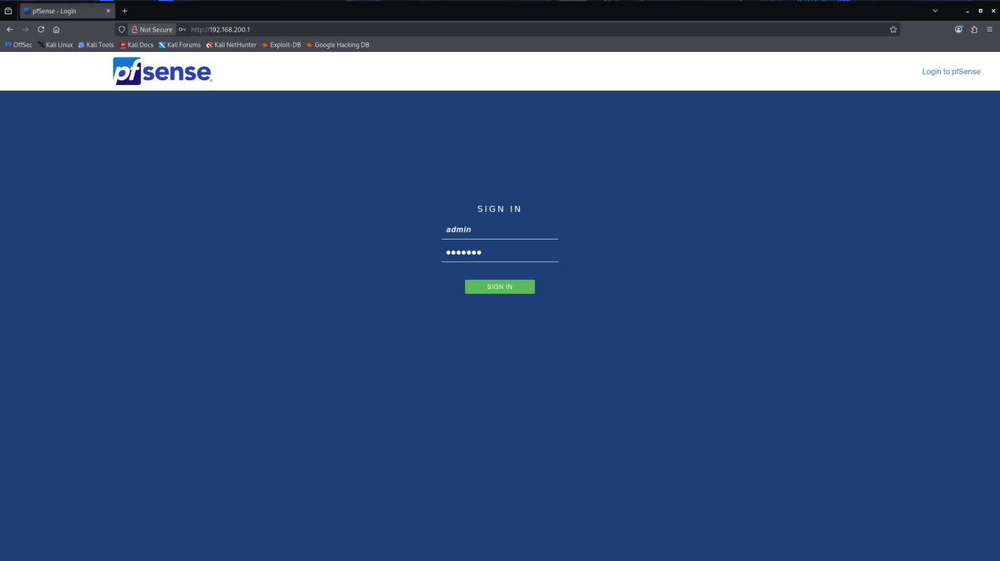 pfSense - Login
Not Secure http://192.168.200.1
OffSec Kali Linux Kali Tools Kali Docs Kali Forums Kali NetHunter Exploit-DB Google Hacking DB
pfsense
Login to pfSense
SIGN IN
admin
•••••••
SIGN IN